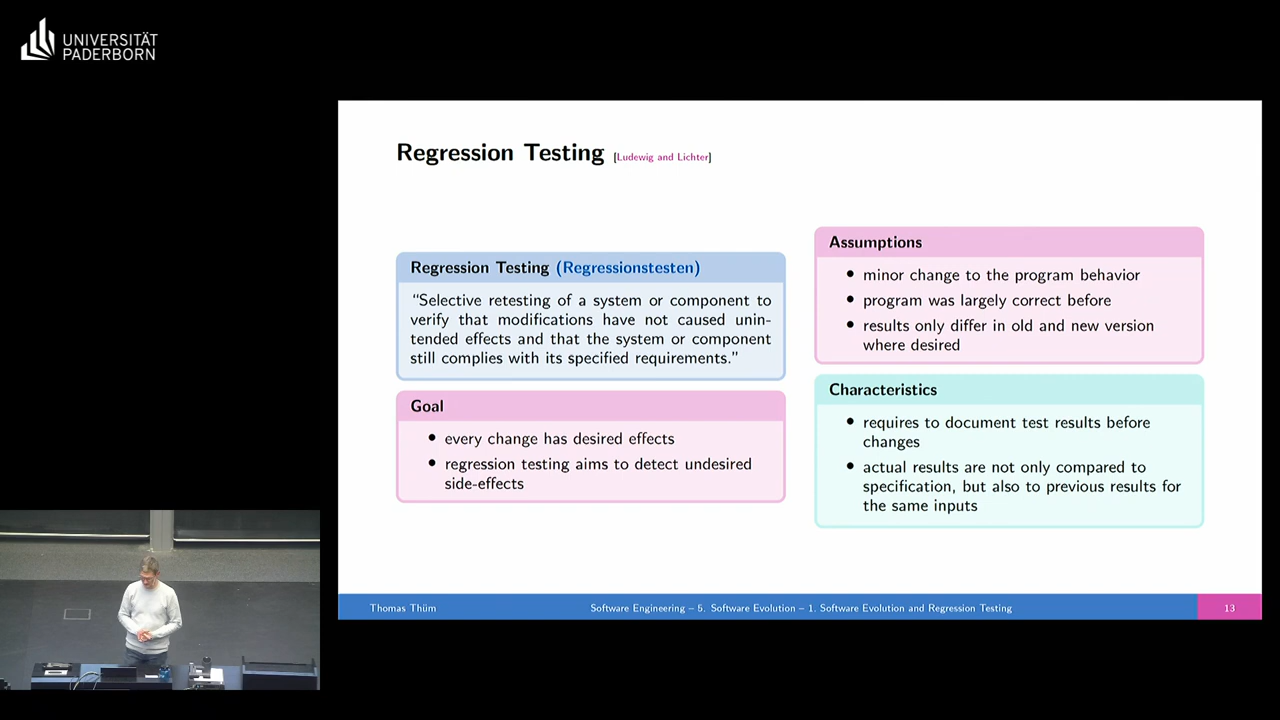 UNIVERSITÄT
PADERBORN
Regression Testing [Ludewig and Lichter]
Regression Testing (Regressionstesten)
“Selective retesting of a system or component to
verify that modifications have not caused unin-
tended effects and that the system or component
still complies with its specified requirements.”
Goal
• every change has desired effects
• regression testing aims to detect undesired
side-effects
Assumptions
• minor change to the program behavior
• program was largely correct before
• results only differ in old and new version
where desired
Characteristics
• requires to document test results before
changes
• actual results are not only compared to
specification, but also to previous results for
the same inputs
Thomas Thüm Software Engineering – 5. Software Evolution – 1. Software Evolution and Regression Testing 13